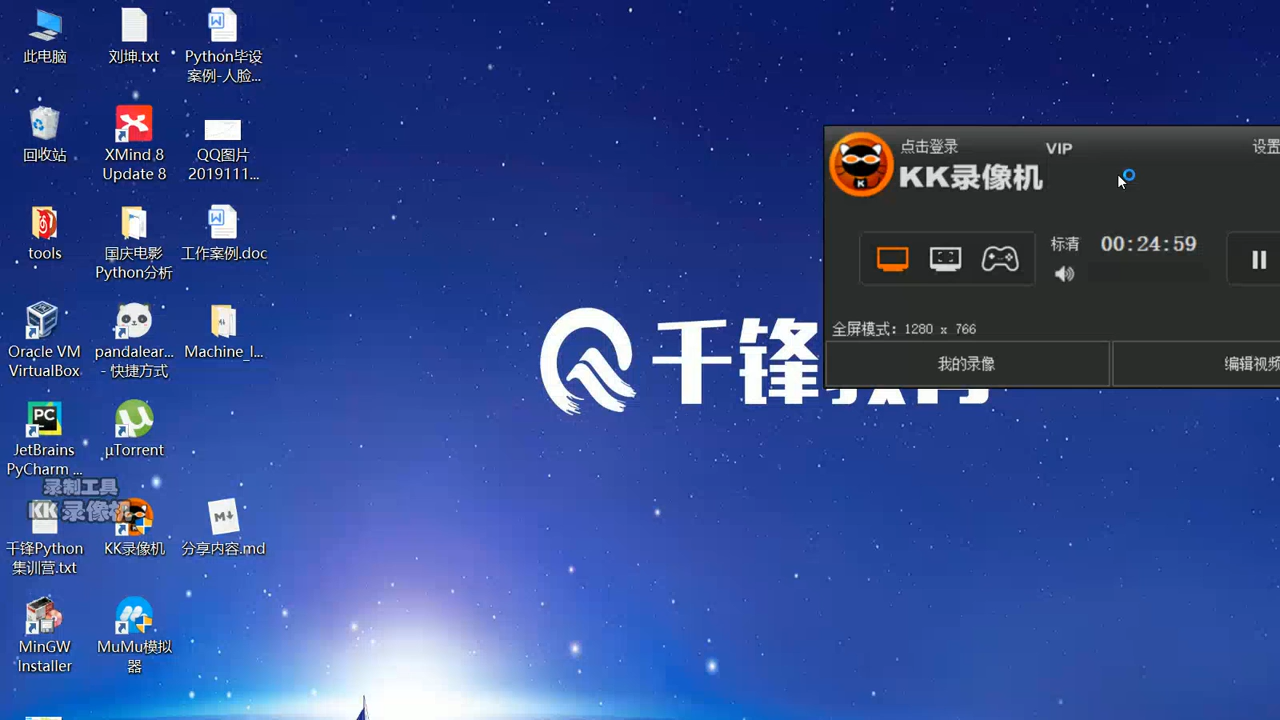 此电脑
刘坤.txt
Python毕设
案例-人脸...
回收站
XMind 8
Update 8
QQ图片
2019111...
tools
国庆电影
Python分析
工作案例.doc
Oracle VM
VirtualBox
pandalear...
- 快捷方式
Machine_l...
PC
JetBrains
PyCharm ...
μTorrent
录制工具
KK 录像机
千锋Python
集训营.txt
KK录像机
M
分享内容.md
MinGW
Installer
MuMu模拟
器
千锋教育
点击登录
VIP
设置
K
KK录像机
标清
00:24:59
全屏模式: 1280 x 766
我的录像
编辑视频